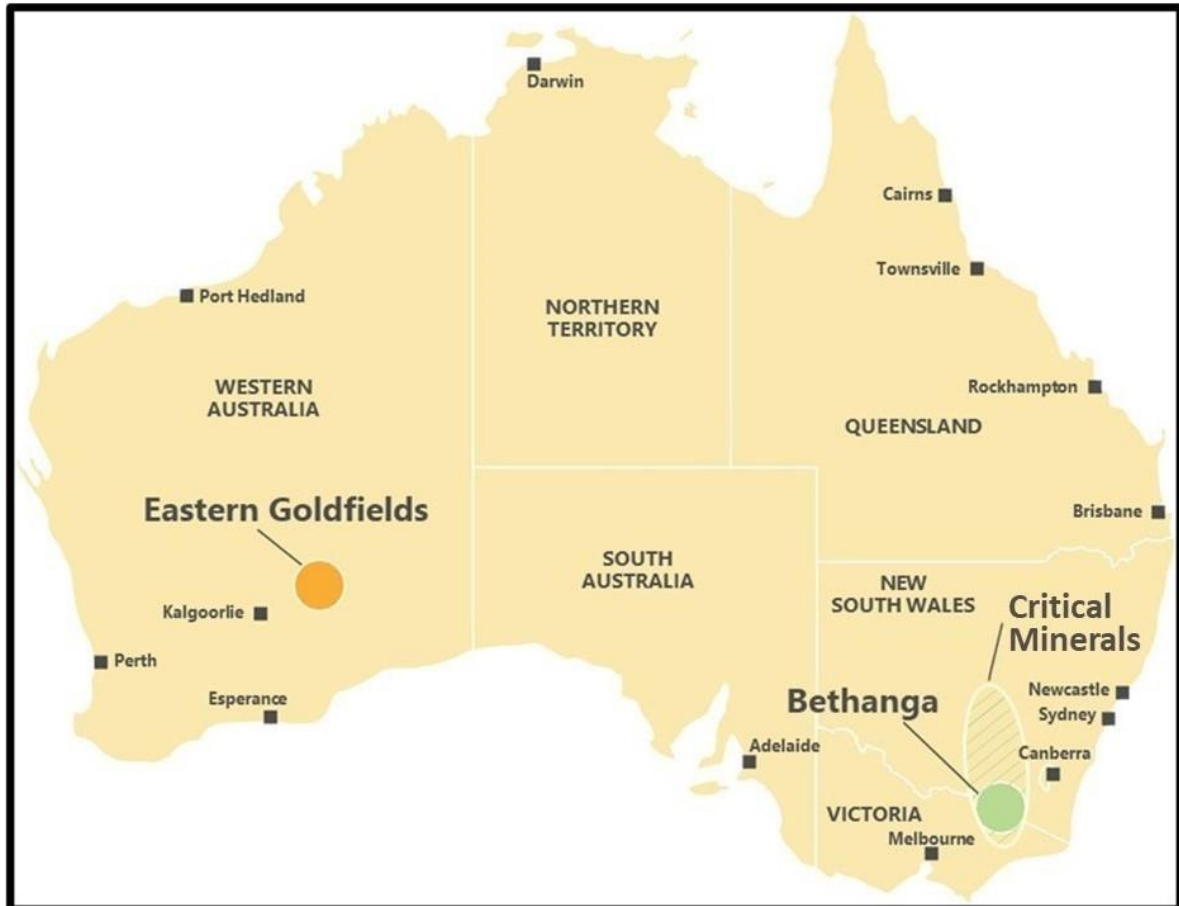 Darwin
Cairns
Townsville
Port Hedland
NORTHERN
TERRITORY
WESTERN
AUSTRALIA
Rockhampton
QUEENSLAND
Eastern Goldfields
Brisbane
SOUTH
AUSTRALIA
NEW
SOUTH WALES
Kalgoorlie
Critical
Minerals
Perth
Esperance
Bethanga
Newcastle
Sydney
Adelaide
Canberra
VICTORIA
Melbourne